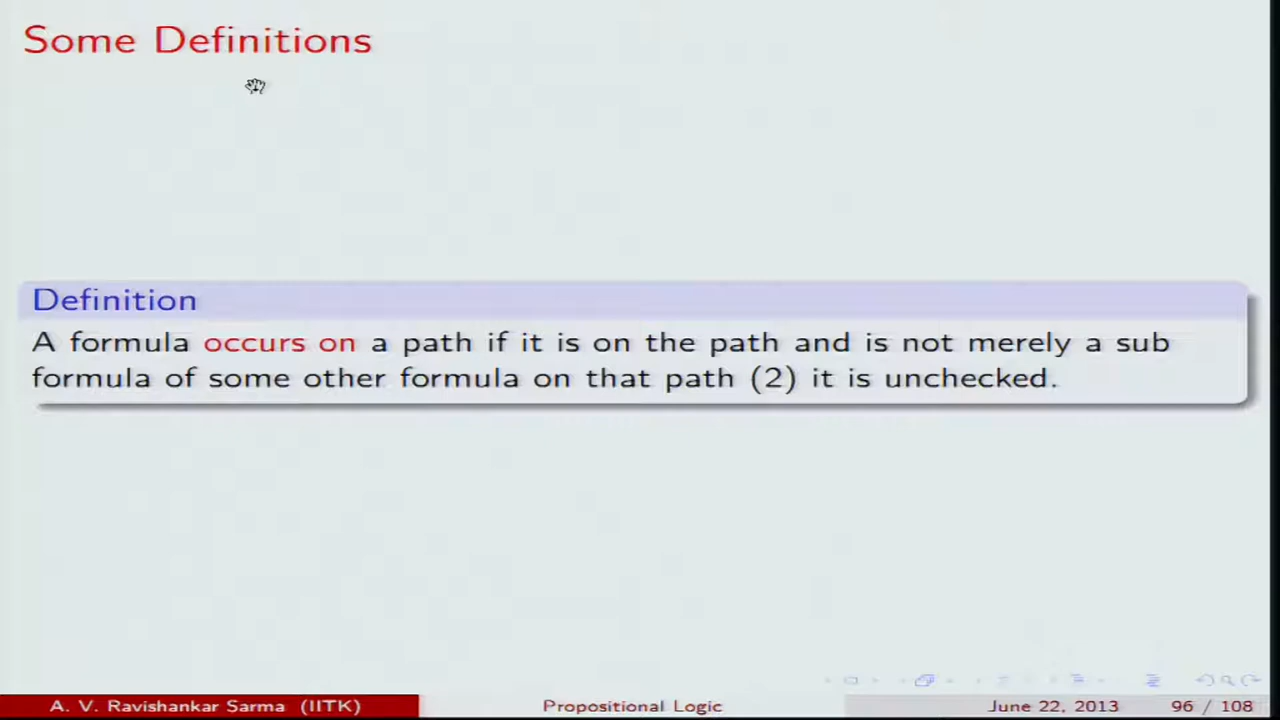 Some Definitions
Definition
A formula occurs on a path if it is on the path and is not merely a sub
formula of some other formula on that path (2) it is unchecked.
A. V. Ravishankar Sarma (IITK) Propositional Logic June 22, 2013 96 / 108